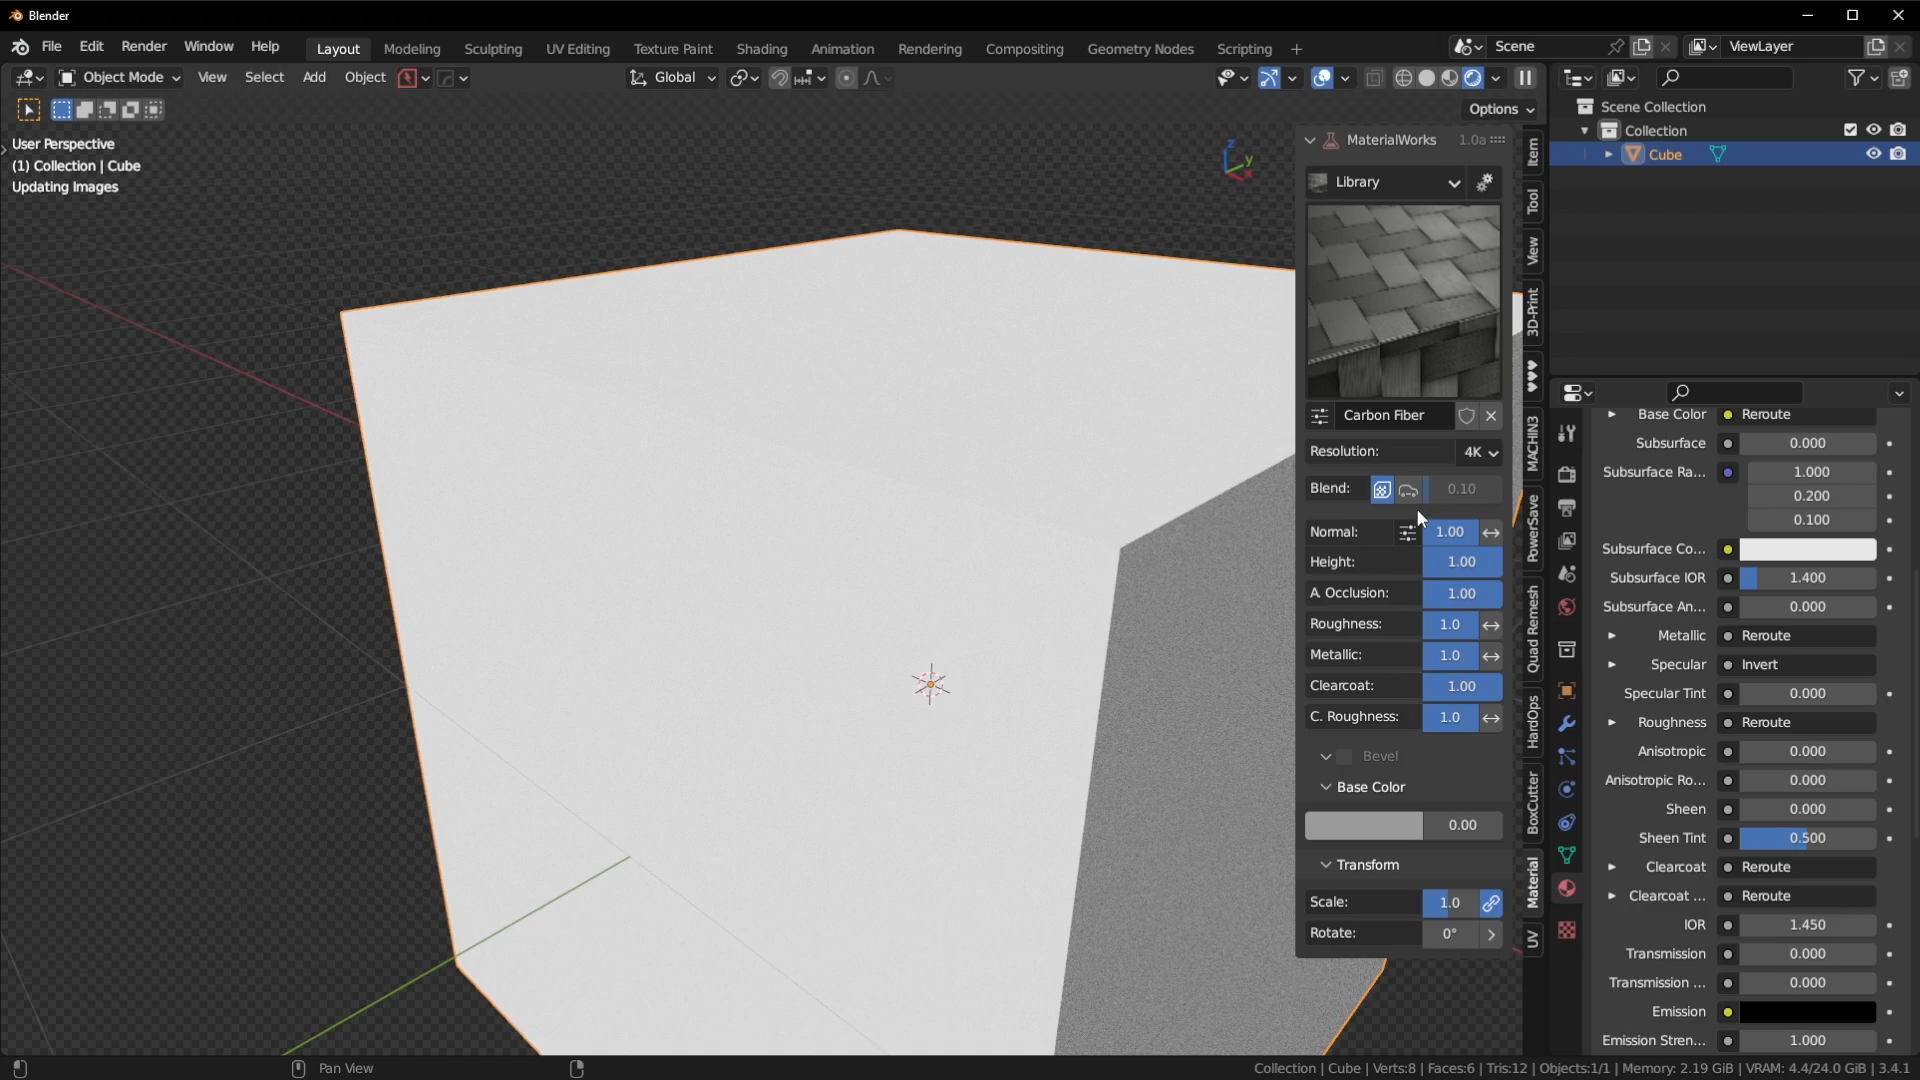 Blender
File Edit Render Window Help Layout Modeling Sculpting UV Editing Texture Paint Shading Animation Rendering Compositing Geometry Nodes Scripting + Scene ViewLayer
Object Mode View Select Add Object Global
Options
User Perspective
(1) Collection | Cube
Updating Images
Z
Y
X
MaterialWorks 1.0a
Library
Carbon Fiber
Resolution: 4K
Blend: 0.10
Normal: 1.00
Height: 1.00
A. Occlusion: 1.00
Roughness: 1.0
Metallic: 1.0
Clearcoat: 1.00
C. Roughness: 1.0
Bevel
Base Color
0.00
Transform
Scale: 1.0
Rotate: 0°
Item
Tool
View
3D-Print
♥♥♥
MACHIN3
PowerSave
Quad Remesh
HardOps
BoxCutter
Material
UV
Scene Collection
Collection
Cube
Base Color Reroute
Subsurface 0.000
Subsurface Ra... 1.000
0.200
0.100
Subsurface Co...
Subsurface IOR 1.400
Subsurface An... 0.000
Metallic Reroute
Specular Invert
Specular Tint 0.000
Roughness Reroute
Anisotropic 0.000
Anisotropic Ro... 0.000
Sheen 0.000
Sheen Tint 0.500
Clearcoat Reroute
Clearcoat ... Reroute
IOR 1.450
Transmission 0.000
Transmission ... 0.000
Emission
Emission Stren... 1.000
Pan View
Collection | Cube | Verts:8 | Faces:6 | Tris:12 | Objects:1/1 | Memory: 2.19 GiB | VRAM: 4.4/24.0 GiB | 3.4.1